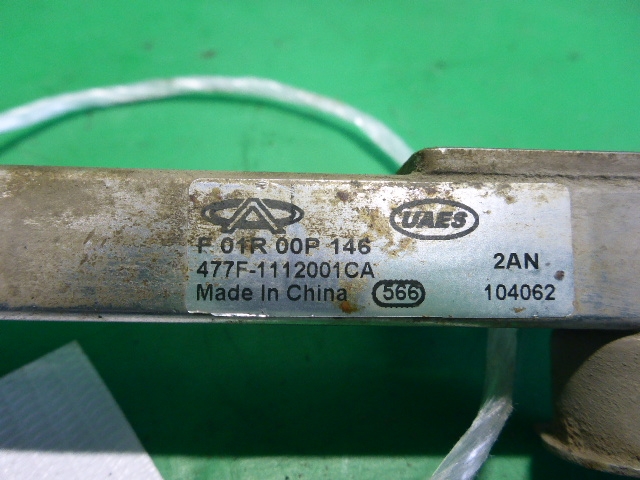 UAES
F 01R 00P 146
477F-1112001CA 2AN
Made In China 566 104062